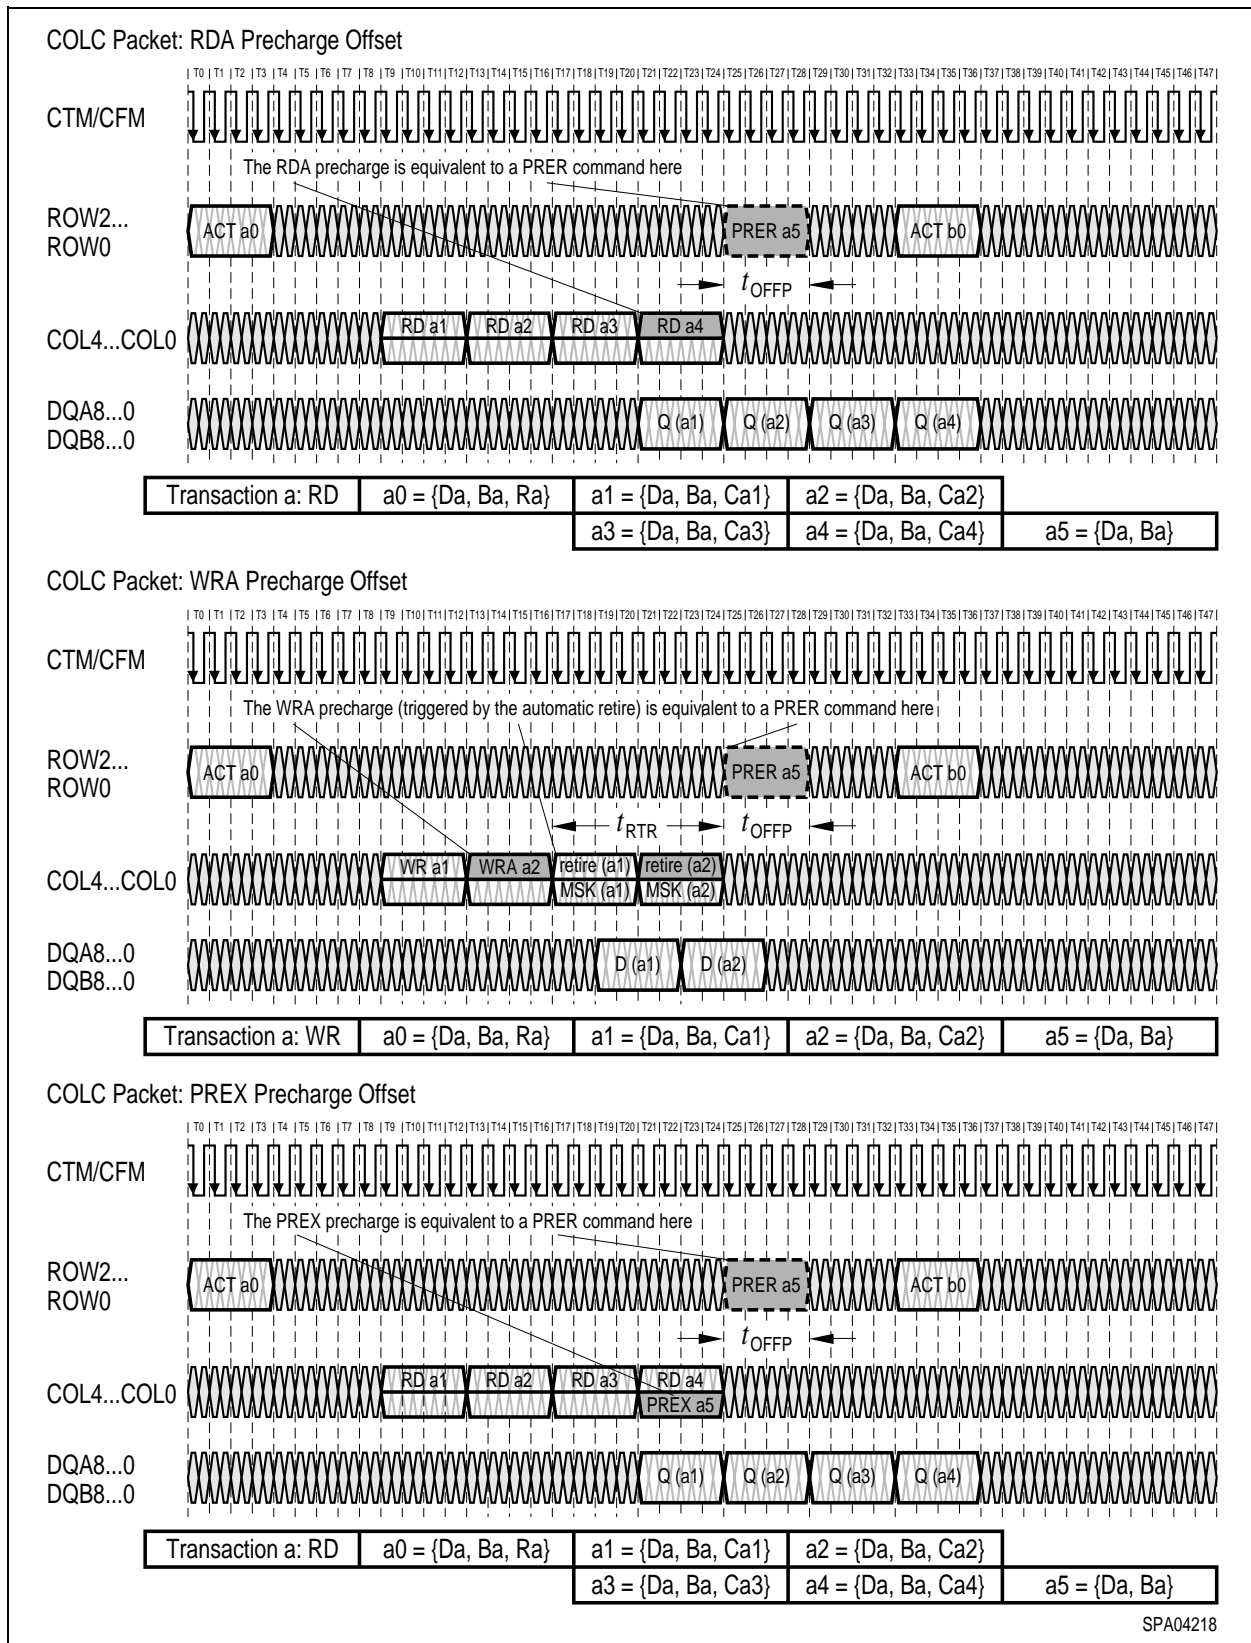 COLC Packet: RDA Precharge Offset
T0 T1 T2 T3 T4 T5 T6 T7 T8 T9 T10 T11 T12 T13 T14 T15 T16 T17 T18 T19 T20 T21 T22 T23 T24 T25 T26 T27 T28 T29 T30 T31 T32 T33 T34 T35 T36 T37 T38 T39 T40 T41 T42 T43 T44 T45 T46 T47
CTM/CFM
The RDA precharge is equivalent to a PRER command here
ROW2...
ROW0
ACT a0 PRER a5 ACT b0
tOFFP
COL4...COL0
RD a1 RD a2 RD a3 RD a4
DQA8...0
DQB8...0
Q (a1) Q (a2) Q (a3) Q (a4)
Transaction a: RD a0 = {Da, Ba, Ra} a1 = {Da, Ba, Ca1} a2 = {Da, Ba, Ca2}
a3 = {Da, Ba, Ca3} a4 = {Da, Ba, Ca4} a5 = {Da, Ba}
COLC Packet: WRA Precharge Offset
T0 T1 T2 T3 T4 T5 T6 T7 T8 T9 T10 T11 T12 T13 T14 T15 T16 T17 T18 T19 T20 T21 T22 T23 T24 T25 T26 T27 T28 T29 T30 T31 T32 T33 T34 T35 T36 T37 T38 T39 T40 T41 T42 T43 T44 T45 T46 T47
CTM/CFM
The WRA precharge (triggered by the automatic retire) is equivalent to a PRER command here
ROW2...
ROW0
ACT a0 PRER a5 ACT b0
tRTR tOFFP
COL4...COL0
WR a1 WRA a2 retire (a1) retire (a2)
MSK (a1) MSK (a2)
DQA8...0
DQB8...0
D (a1) D (a2)
Transaction a: WR a0 = {Da, Ba, Ra} a1 = {Da, Ba, Ca1} a2 = {Da, Ba, Ca2} a5 = {Da, Ba}
COLC Packet: PREX Precharge Offset
T0 T1 T2 T3 T4 T5 T6 T7 T8 T9 T10 T11 T12 T13 T14 T15 T16 T17 T18 T19 T20 T21 T22 T23 T24 T25 T26 T27 T28 T29 T30 T31 T32 T33 T34 T35 T36 T37 T38 T39 T40 T41 T42 T43 T44 T45 T46 T47
CTM/CFM
The PREX precharge is equivalent to a PRER command here
ROW2...
ROW0
ACT a0 PRER a5 ACT b0
tOFFP
COL4...COL0
RD a1 RD a2 RD a3 RD a4
PREX a5
DQA8...0
DQB8...0
Q (a1) Q (a2) Q (a3) Q (a4)
Transaction a: RD a0 = {Da, Ba, Ra} a1 = {Da, Ba, Ca1} a2 = {Da, Ba, Ca2}
a3 = {Da, Ba, Ca3} a4 = {Da, Ba, Ca4} a5 = {Da, Ba}
SPA04218